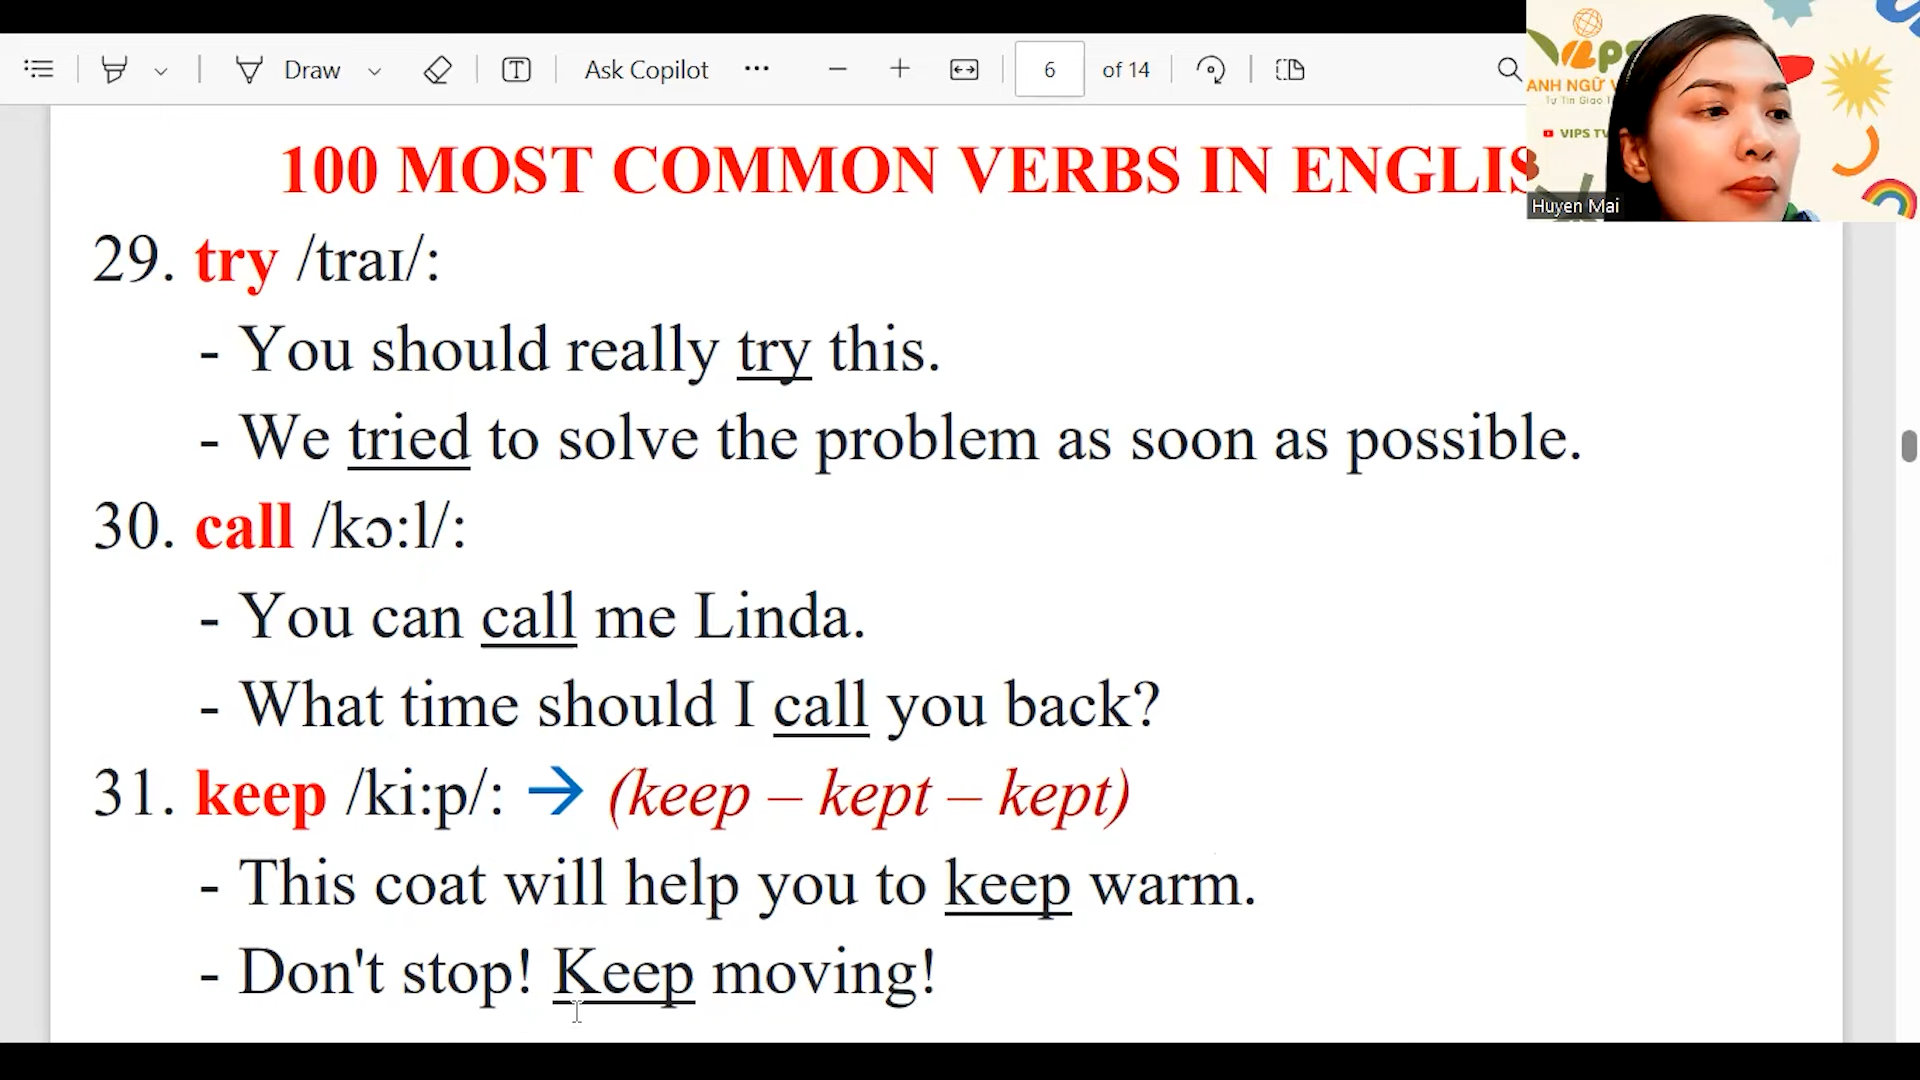 Draw
Ask Copilot
6 of 14
100 MOST COMMON VERBS IN ENGLIS
29. try /traɪ/:
- You should really try this.
- We tried to solve the problem as soon as possible.
30. call /kɔ:l/:
- You can call me Linda.
- What time should I call you back?
31. keep /ki:p/: → (keep – kept – kept)
- This coat will help you to keep warm.
- Don't stop! Keep moving!
ANH NGỮ V
Tự Tin Giao T
VIPS TV
Huyen Mai